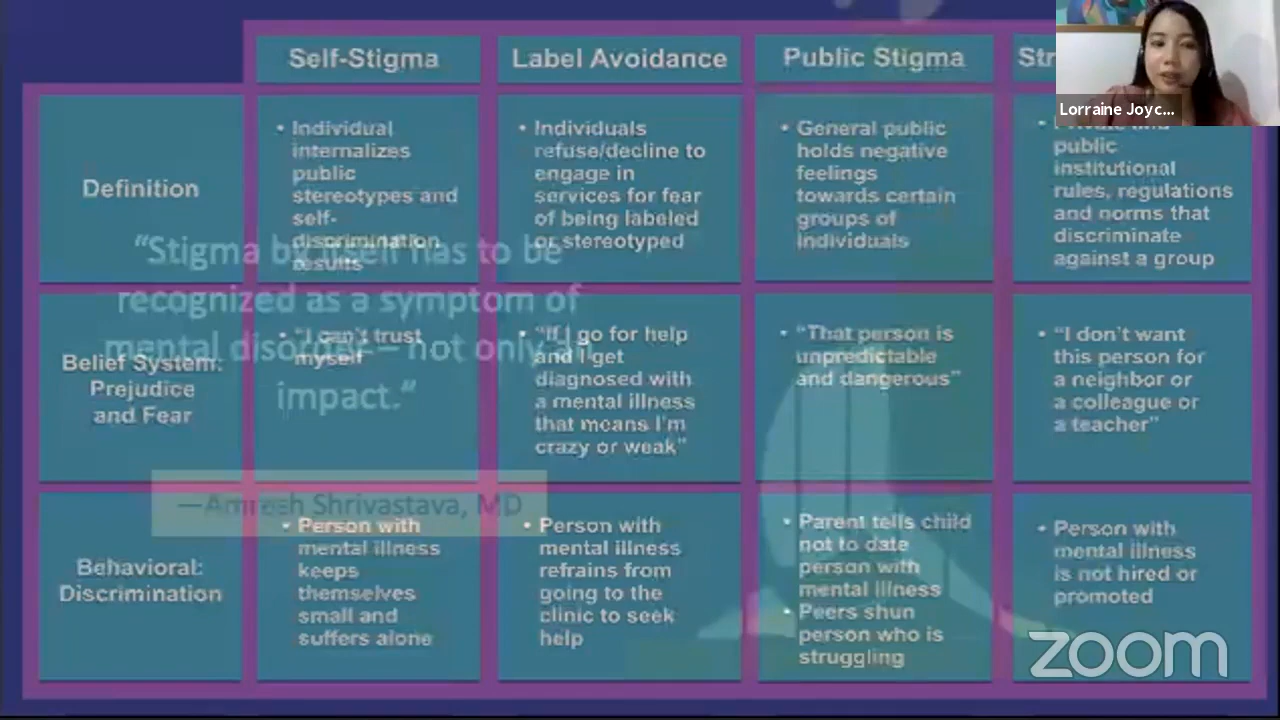 Self-Stigma
Label Avoidance
Public Stigma
Str
Lorraine Joyc...
Definition
• Individual
internalizes
public
stereotypes and
self-
discrimination
results
• Individuals
refuse/decline to
engage in
services for fear
of being labeled
or stereotyped
• General public
holds negative
feelings
towards certain
groups of
individuals
• Private and
public
institutional
rules, regulations
and norms that
discriminate
against a group
Belief System:
Prejudice
and Fear
• "I can't trust
myself"
• "If I go for help
and I get
diagnosed with
a mental illness
that means I'm
crazy or weak"
• "That person is
unpredictable
and dangerous"
• "I don't want
this person for
a neighbor or
a colleague or
a teacher"
Behavioral:
Discrimination
• Person with
mental illness
keeps
themselves
small and
suffers alone
• Person with
mental illness
refrains from
going to the
clinic to seek
help
• Parent tells child
not to date
person with
mental illness
• Peers shun
person who is
struggling
• Person with
mental illness
is not hired or
promoted
“Stigma by itself has to be
recognized as a symptom of
mental disorder – not only
impact.“
—Amresh Shrivastava, MD
zoom